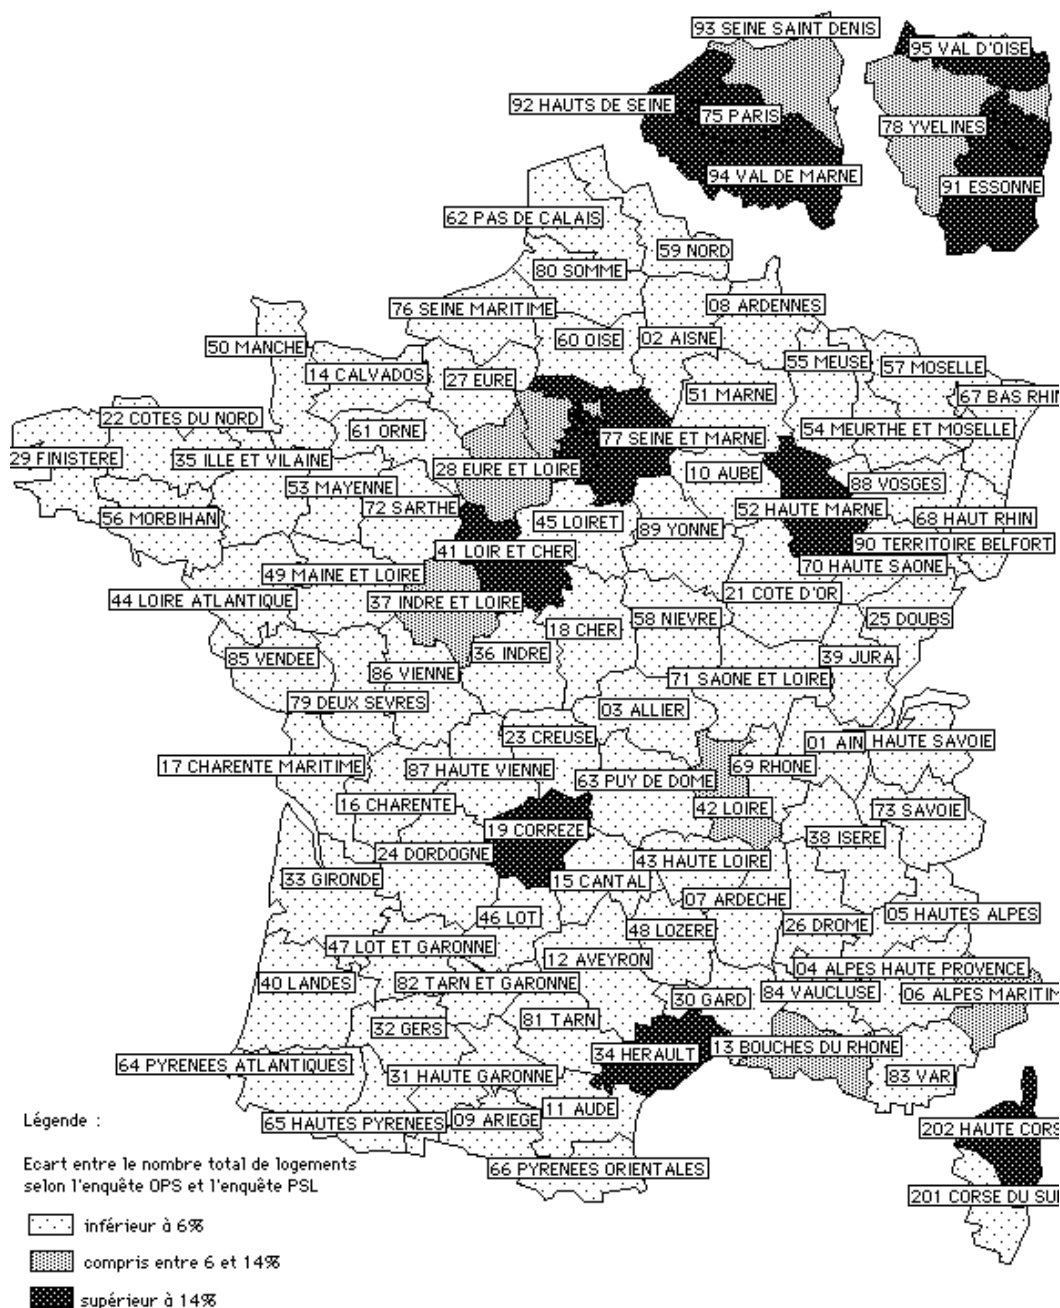 93 SEINE SAINT DENIS
95 VAL D'OISE
92 HAUTS DE SEINE
75 PARIS
78 YVELINES
94 VAL DE MARNE
91 ESSONNE
62 PAS DE CALAIS
59 NORD
80 SOMME
08 ARDENNES
76 SEINE MARITIME
60 OISE
02 AISNE
50 MANCHE
55 MEUSE
57 MOSELLE
14 CALVADOS
27 EURE
51 MARNE
67 BAS RHIN
22 COTES DU NORD
61 ORNE
77 SEINE ET MARNE
54 MEURTHE ET MOSELLE
29 FINISTERE
35 ILLE ET VILAINE
28 EURE ET LOIRE
10 AUBE
88 VOSGES
53 MAYENNE
72 SARTHE
52 HAUTE MARNE
56 MORBIHAN
45 LOIRET
68 HAUT RHIN
89 YONNE
90 TERRITOIRE BELFORT
41 LOIR ET CHER
70 HAUTE SAONE
49 MAINE ET LOIRE
21 COTE D'OR
44 LOIRE ATLANTIQUE
37 INDRE ET LOIRE
25 DOUBS
58 NIEVRE
18 CHER
36 INDRE
39 JURA
85 VENDEE
86 VIENNE
71 SAONE ET LOIRE
79 DEUX SEVRES
03 ALLIER
23 CREUSE
01 AIN
HAUTE SAVOIE
17 CHARENTE MARITIME
87 HAUTE VIENNE
69 RHONE
63 PUY DE DOME
16 CHARENTE
42 LOIRE
73 SAVOIE
19 CORREZE
38 ISERE
24 DORDOGNE
43 HAUTE LOIRE
33 GIRONDE
15 CANTAL
07 ARDECHE
46 LOT
48 LOZERE
26 DROME
05 HAUTES ALPES
47 LOT ET GARONNE
12 AVEYRON
04 ALPES HAUTE PROVENCE
40 LANDES
82 TARN ET GARONNE
84 VAUCLUSE
06 ALPES MARITIM
30 GARD
81 TARN
32 GERS
34 HERAULT
13 BOUCHES DU RHONE
64 PYRENEES ATLANTIQUES
31 HAUTE GARONNE
83 VAR
11 AUDE
65 HAUTES PYRENEES
09 ARIEGE
202 HAUTE CORS
66 PYRENEES ORIENTALES
201 CORSE DU SU
Légende :
Ecart entre le nombre total de logements
selon l'enquête OPS et l'enquête PSL
inférieur à 6%
compris entre 6 et 14%
supérieur à 14%